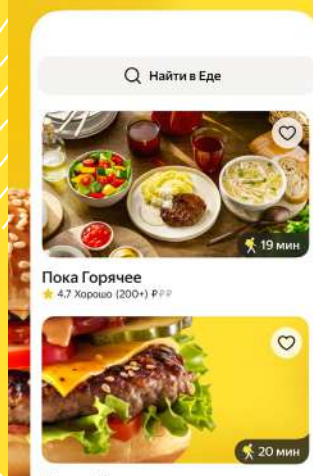 Найти в Еде
19 мин
Пока Горячее
4.7 Хорошо (200+) ₽₽₽
20 мин